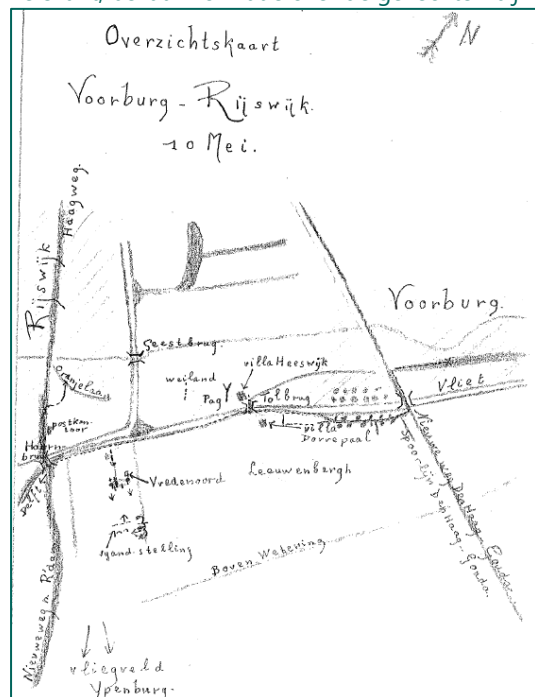 Overzichtskaart
N
Voorburg - Rijswijk.
10 Mei.
Rijswijk
Haagweg.
Voorburg.
Geestbrug
villa Heeswijk
Oranjelaan
weiland
Pag
Tolbrug
Vliet
postkantoor
Hoornbrug
villa
Dorrepaal
Delft
Vredenoord
Leeuwenbergh
Nieuwe weg Den Haag Gouda
Spoorlijn Den Haag - Gouda.
stelling
Boven Wetering
Nieuweweg n. R'dam
vliegveld
Ypenburg.